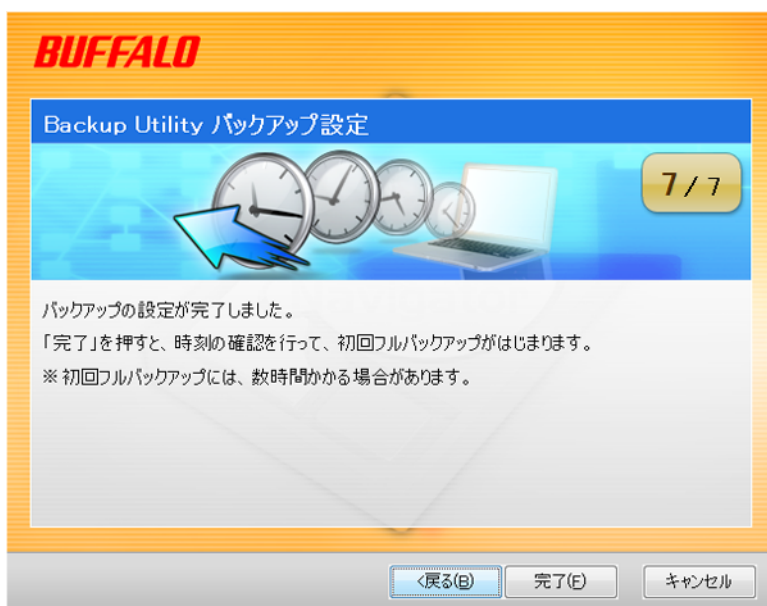 BUFFALO
Backup Utility バックアップ設定
7/7
バックアップの設定が完了しました。
「完了」を押すと、時刻の確認を行って、初回フルバックアップがはじまります。
※初回フルバックアップには、数時間かかる場合があります。
<戻る(B)
完了(F)
キャンセル